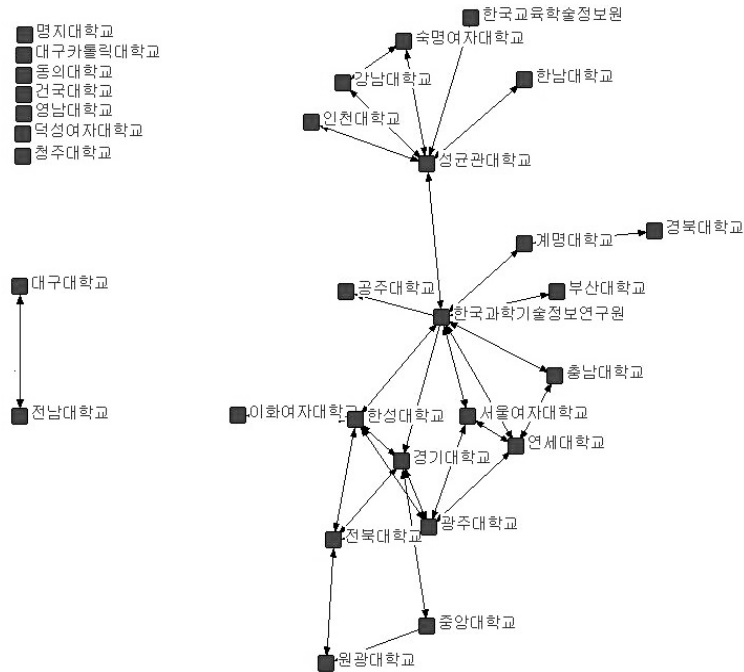 한국교육학술정보원
명지대학교
숙명여자대학교
대구카톨릭대학교
동의대학교
강남대학교
한남대학교
건국대학교
영남대학교
인천대학교
덕성여자대학교
청주대학교
성균관대학교
경북대학교
계명대학교
대구대학교
공주대학교
부산대학교
한국과학기술정보연구원
충남대학교
전남대학교
이화여자대학교
한성대학교
서울여자대학교
연세대학교
경기대학교
광주대학교
전북대학교
중앙대학교
원광대학교